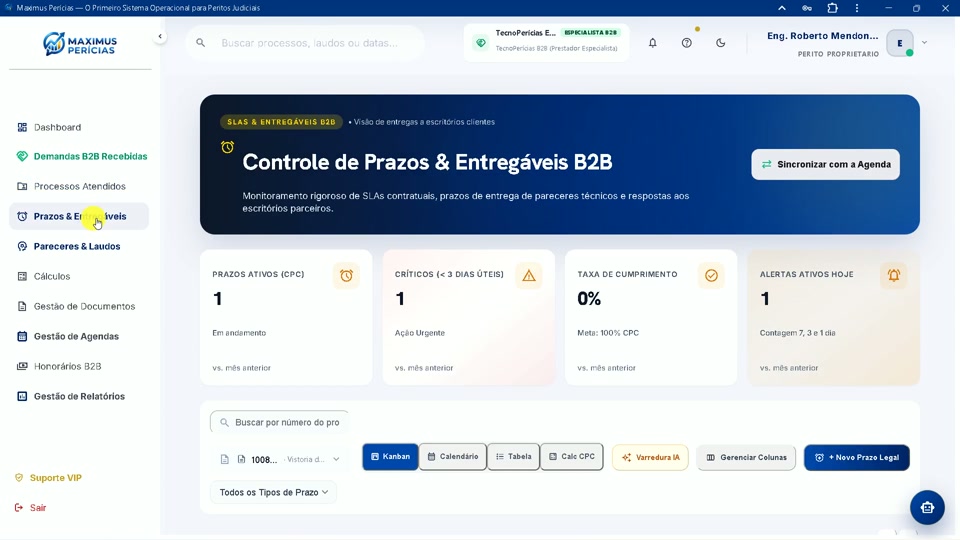 Maximus Perícias — O Primeiro Sistema Operacional para Peritos Judiciais
MAXIMUS
PERÍCIAS
Buscar processos, laudos ou datas...
TecnoPerícias E...
ESPECIALISTA B2B
TecnoPerícias B2B (Prestador Especialista)
Eng. Roberto Mendon...
PERITO PROPRIETARIO
E
Dashboard
Demandas B2B Recebidas
Processos Atendidos
Prazos & Entregáveis
Pareceres & Laudos
Cálculos
Gestão de Documentos
Gestão de Agendas
Honorários B2B
Gestão de Relatórios
Suporte VIP
Sair
SLAS & ENTREGÁVEIS B2B
• Visão de entregas a escritórios clientes
Controle de Prazos & Entregáveis B2B
Monitoramento rigoroso de SLAs contratuais, prazos de entrega de pareceres técnicos e respostas aos
escritórios parceiros.
Sincronizar com a Agenda
PRAZOS ATIVOS (CPC)
1
Em andamento
vs. mês anterior
CRÍTICOS (< 3 DIAS ÚTEIS)
1
Ação Urgente
vs. mês anterior
TAXA DE CUMPRIMENTO
0%
Meta: 100% CPC
vs. mês anterior
ALERTAS ATIVOS HOJE
1
Contagem 7, 3 e 1 dia
vs. mês anterior
Buscar por número do pro
1008... · Vistoria d...
Kanban
Calendário
Tabela
Calc CPC
Varredura IA
Gerenciar Colunas
+ Novo Prazo Legal
Todos os Tipos de Prazo